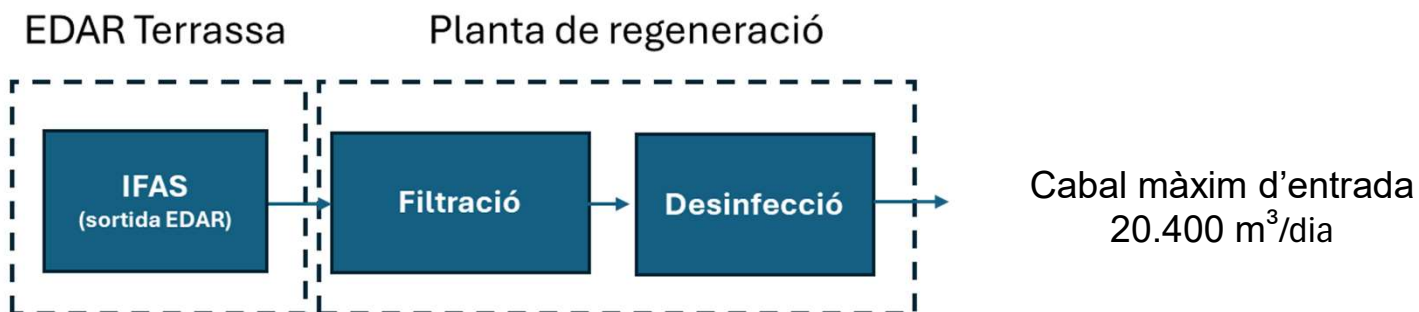 EDAR Terrassa
Planta de regeneració
IFAS
(sortida EDAR)
Filtració
Desinfecció
Cabal màxim d’entrada
20.400 m³/dia